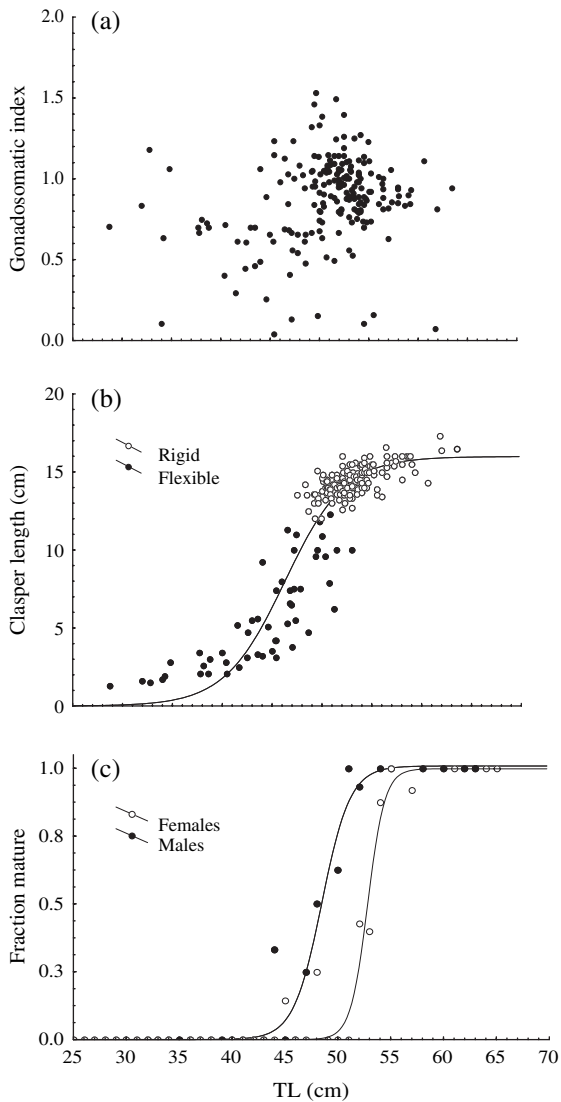 (a)
2.0
1.5
1.0
0.5
0.0
Gonadosomatic index
(b)
20
15
10
5
0
Clasper length (cm)
Rigid
Flexible
(c)
1.0
0.8
0.5
0.3
0.0
Fraction mature
Females
Males
25 30 35 40 45 50 55 60 65 70
TL (cm)